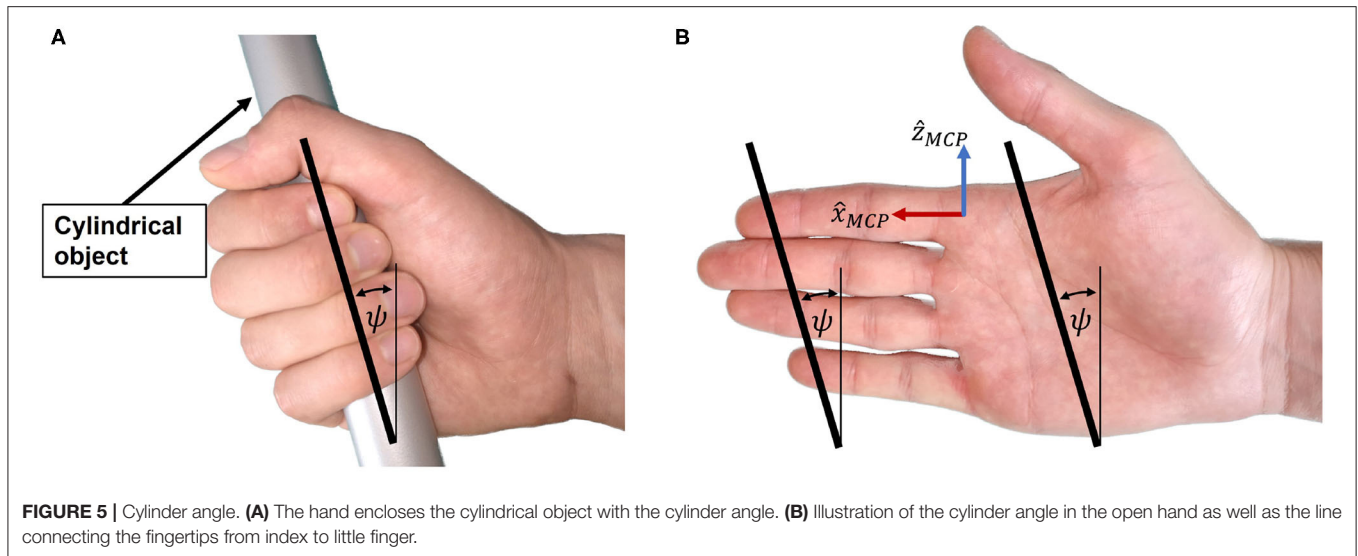 A
B
Cylindrical
object
ψ
ẑ_MCP
x̂_MCP
ψ
ψ
FIGURE 5 | Cylinder angle. (A) The hand encloses the cylindrical object with the cylinder angle. (B) Illustration of the cylinder angle in the open hand as well as the line
connecting the fingertips from index to little finger.